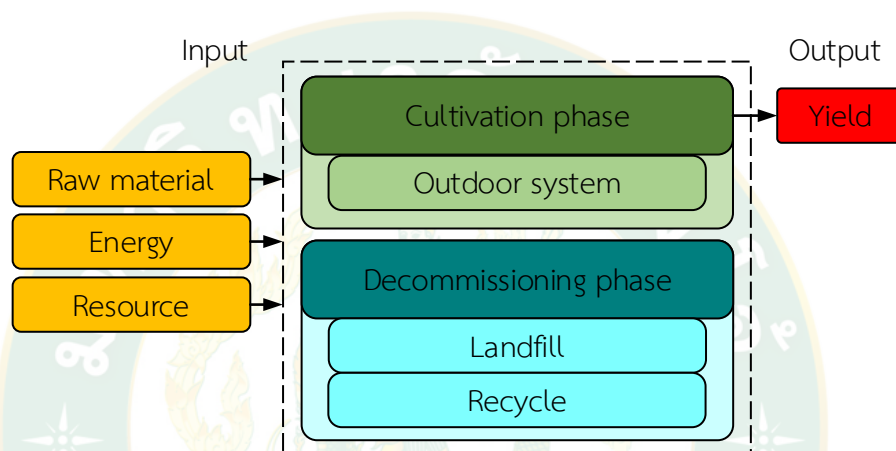 Input
Output
Cultivation phase
Yield
Outdoor system
Raw material
Energy
Resource
Decommissioning phase
Landfill
Recycle